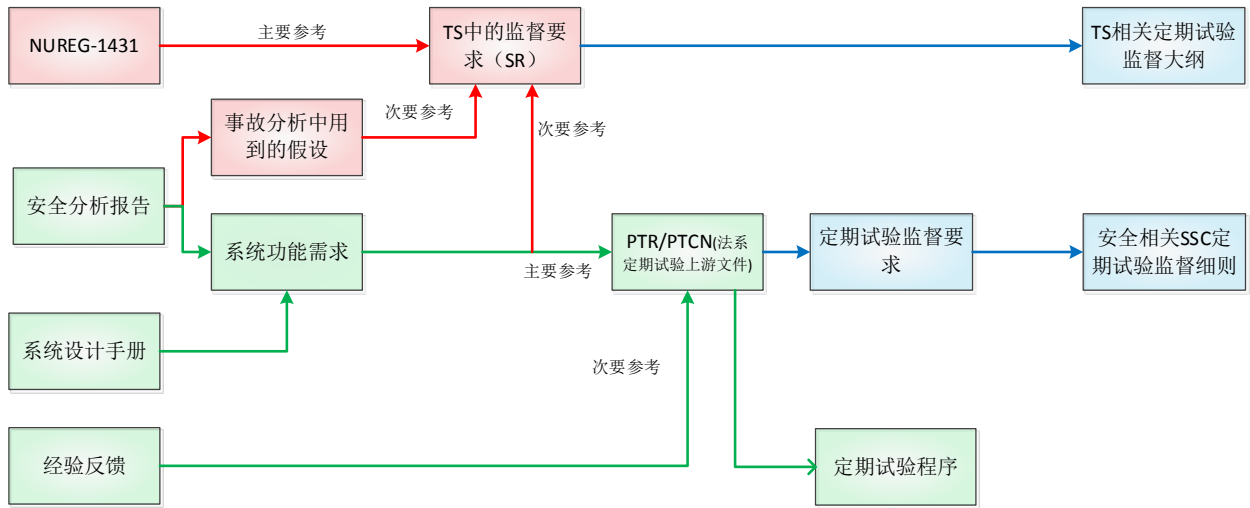 NUREG-1431
主要参考
TS中的监督要
求（SR）
TS相关定期试验
监督大纲
事故分析中用
到的假设
次要参考
次要参考
安全分析报告
系统功能需求
主要参考
PTR/PTCN(法系
定期试验上游文件)
定期试验监督要
求
安全相关SSC定
期试验监督细则
系统设计手册
次要参考
经验反馈
定期试验程序